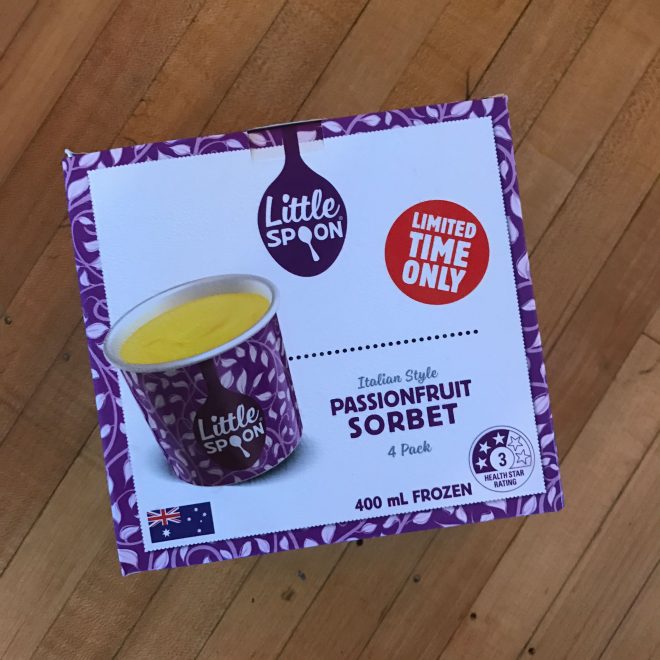 Little
SPOON®
LIMITED
TIME
ONLY
Little
SPOON
Italian Style
PASSIONFRUIT
SORBET
4 Pack
3
HEALTH STAR
RATING
400 mL FROZEN